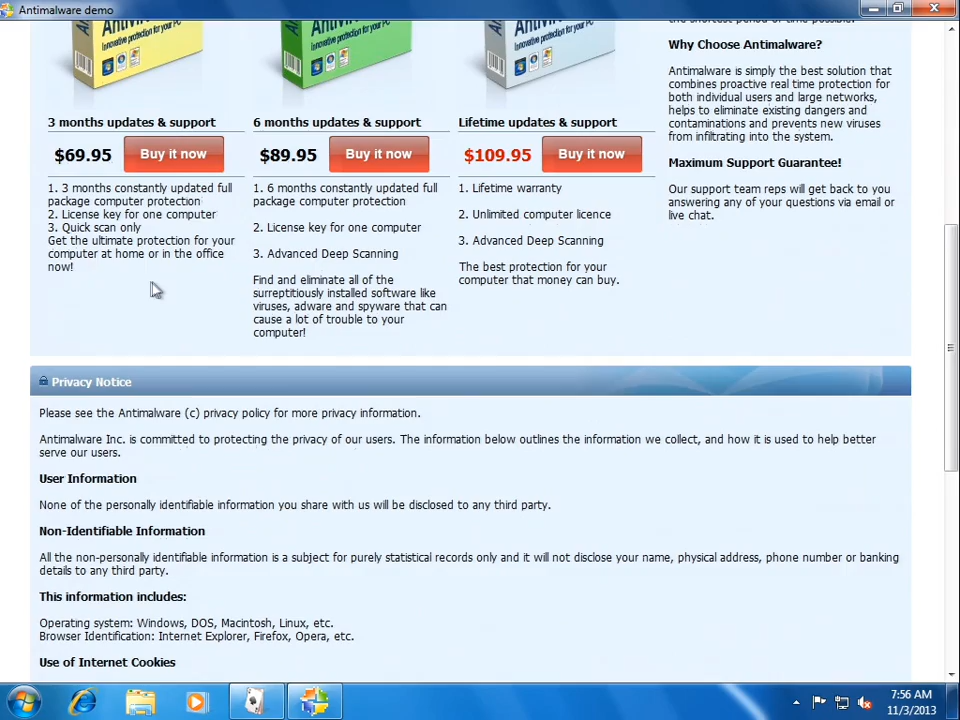 Antimalware demo
Innovative protection for your PC
Innovative protection for your PC
Innovative protection for your PC
3 months updates & support
$69.95 Buy it now
1. 3 months constantly updated full
package computer protection
2. License key for one computer
3. Quick scan only
Get the ultimate protection for your
computer at home or in the office
now!
6 months updates & support
$89.95 Buy it now
1. 6 months constantly updated full
package computer protection
2. License key for one computer
3. Advanced Deep Scanning
Find and eliminate all of the
surreptitiously installed software like
viruses, adware and spyware that can
cause a lot of trouble to your
computer!
Lifetime updates & support
$109.95 Buy it now
1. Lifetime warranty
2. Unlimited computer licence
3. Advanced Deep Scanning
The best protection for your
computer that money can buy.
Why Choose Antimalware?
Antimalware is simply the best solution that
combines proactive real time protection for
both individual users and large networks,
helps to eliminate existing dangers and
contaminations and prevents new viruses
from infiltrating into the system.
Maximum Support Guarantee!
Our support team reps will get back to you
answering any of your questions via email or
live chat.
Privacy Notice
Please see the Antimalware (c) privacy policy for more privacy information.
Antimalware Inc. is committed to protecting the privacy of our users. The information below outlines the information we collect, and how it is used to help better
serve our users.
User Information
None of the personally identifiable information you share with us will be disclosed to any third party.
Non-Identifiable Information
All the non-personally identifiable information is a subject for purely statistical records only and it will not disclose your name, physical address, phone number or banking
details to any third party.
This information includes:
Operating system: Windows, DOS, Macintosh, Linux, etc.
Browser Identification: Internet Explorer, Firefox, Opera, etc.
Use of Internet Cookies
7:56 AM
11/3/2013